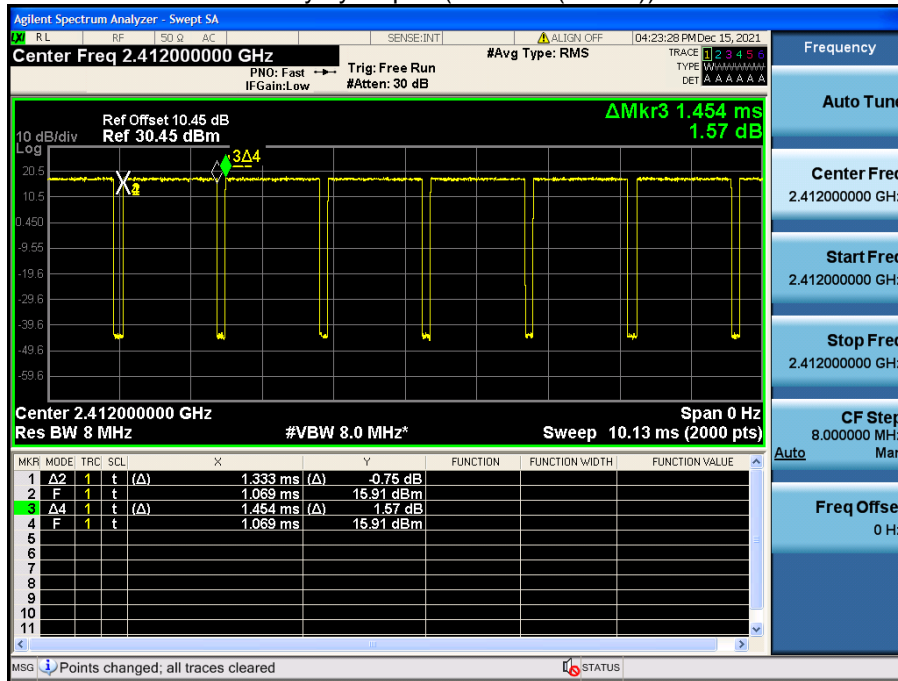 Agilent Spectrum Analyzer - Swept SA
LXI RL RF 50 Ω AC SENSE:INT ALIGN OFF 04:23:28 PM Dec 15, 2021
Center Freq 2.412000000 GHz #Avg Type: RMS TRACE 1 2 3 4 5 6
PNO: Fast Trig: Free Run TYPE WWWWWW
IFGain:Low #Atten: 30 dB DET A A A A A A
Frequency
ΔMkr3 1.454 ms
1.57 dB
Ref Offset 10.45 dB
10 dB/div Ref 30.45 dBm
Log
20.5
10.5
0.450
-9.55
-19.6
-29.6
-39.6
-49.6
-59.6
3Δ4
Center 2.412000000 GHz Span 0 Hz
Res BW 8 MHz #VBW 8.0 MHz* Sweep 10.13 ms (2000 pts)
MKR MODE TRC SCL X Y FUNCTION FUNCTION WIDTH FUNCTION VALUE
1 Δ2 1 t (Δ) 1.333 ms (Δ) -0.75 dB
2 F 1 t 1.069 ms 15.91 dBm
3 Δ4 1 t (Δ) 1.454 ms (Δ) 1.57 dB
4 F 1 t 1.069 ms 15.91 dBm
5
6
7
8
9
10
11
MSG Points changed; all traces cleared STATUS
Auto Tune
Center Freq
2.412000000 GHz
Start Freq
2.412000000 GHz
Stop Freq
2.412000000 GHz
CF Step
8.000000 MHz
Auto Man
Freq Offset
0 Hz